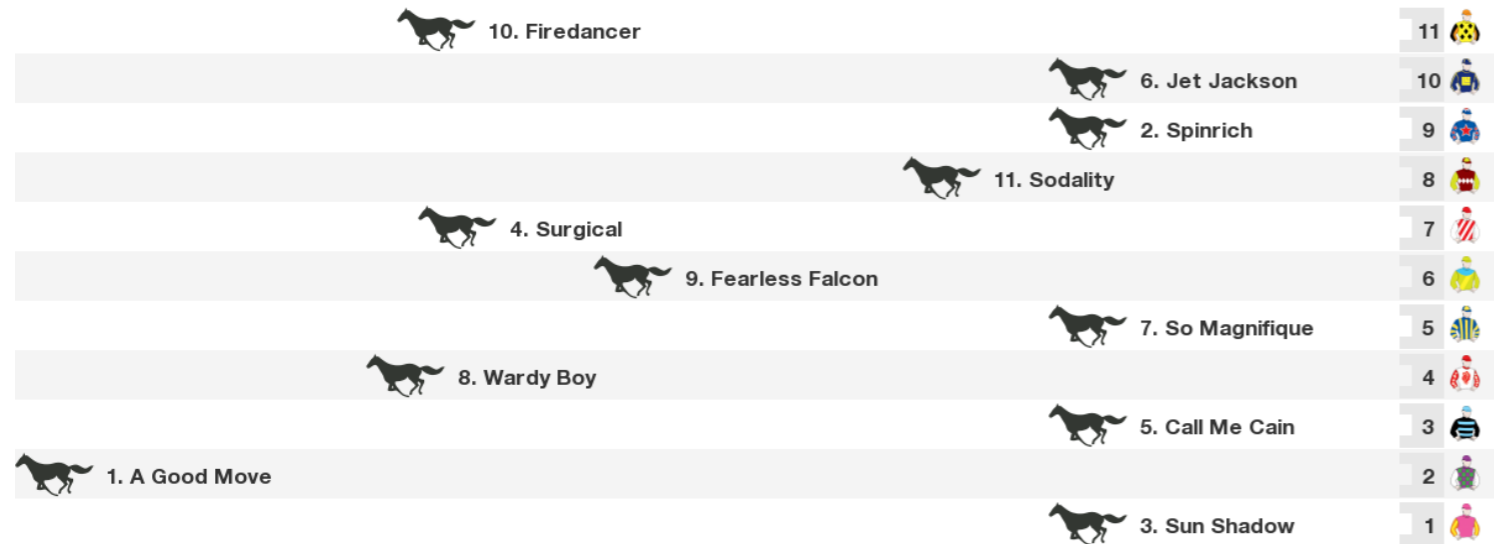 10. Firedancer 11
6. Jet Jackson 10
2. Spinrich 9
11. Sodality 8
4. Surgical 7
9. Fearless Falcon 6
7. So Magnifique 5
8. Wardy Boy 4
5. Call Me Cain 3
1. A Good Move 2
3. Sun Shadow 1